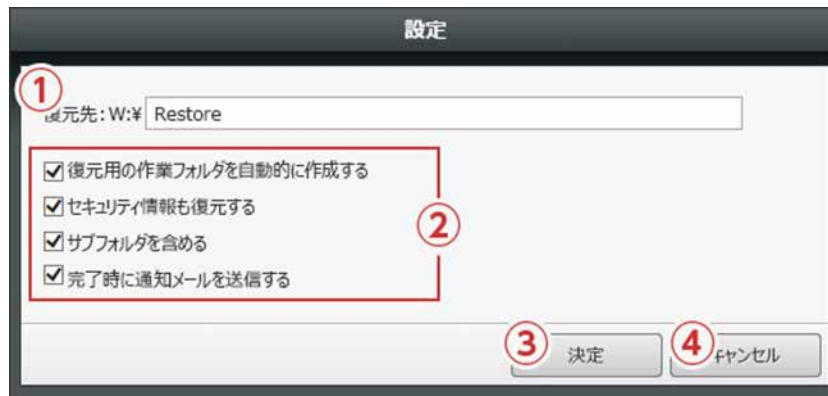 設定
①
復元先：W:¥ Restore
復元用の作業フォルダを自動的に作成する
セキュリティ情報も復元する
サブフォルダを含める
完了時に通知メールを送信する
②
③ 決定
④ キャンセル